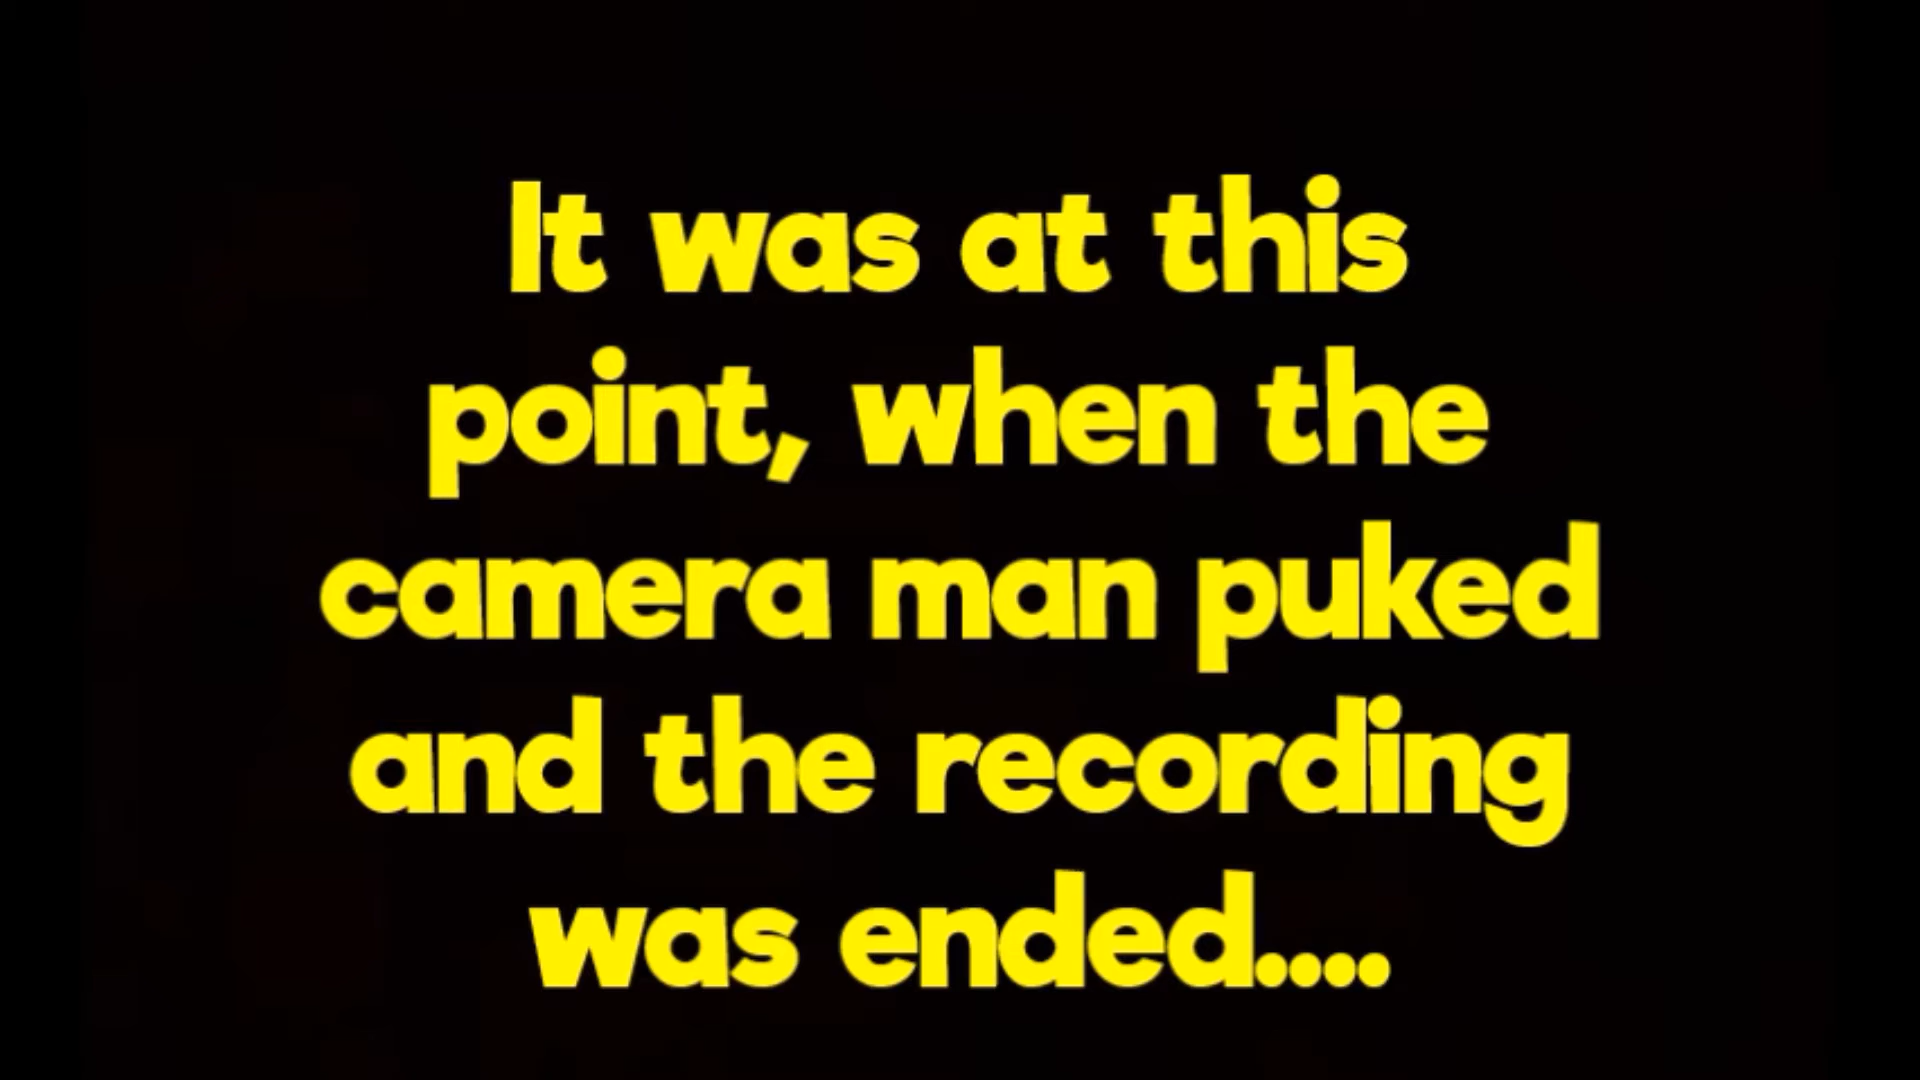 It was at this
point, when the
camera man puked
and the recording
was ended....